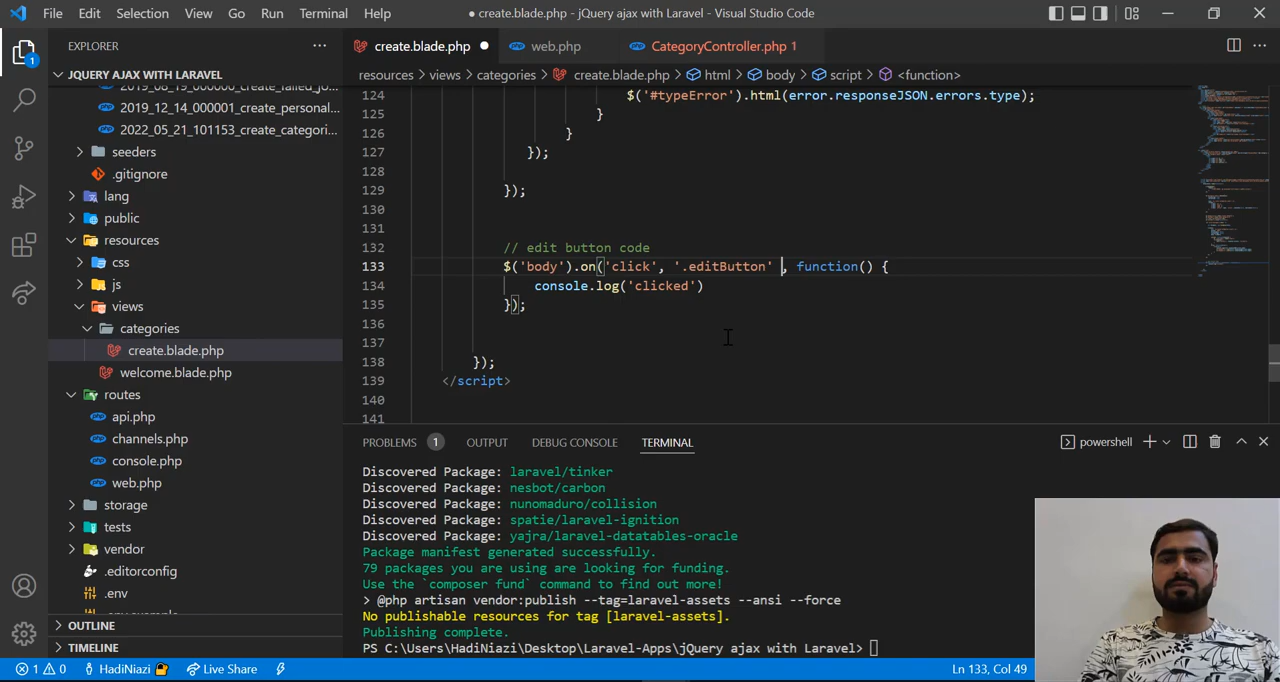 File Edit Selection View Go Run Terminal Help
● create.blade.php - jQuery ajax with Laravel - Visual Studio Code
EXPLORER
create.blade.php ●
web.php
CategoryController.php 1
1
JQUERY AJAX WITH LARAVEL
resources > views > categories > create.blade.php > html > body > script > <function>
2019_12_14_000001_create_personal...
2022_05_21_101153_create_categori...
seeders
.gitignore
lang
public
resources
css
js
views
categories
create.blade.php
welcome.blade.php
routes
api.php
channels.php
console.php
web.php
storage
tests
vendor
.editorconfig
.env
OUTLINE
TIMELINE
124 $('#typeError').html(error.responseJSON.errors.type);
125 }
126 }
127 });
128
129 });
130
131
132 // edit button code
133 $('body').on('click', '.editButton' , function() {
134 console.log('clicked')
135 });
136
137
138 });
139 </script>
140
141
PROBLEMS 1 OUTPUT DEBUG CONSOLE TERMINAL
powershell
Discovered Package: laravel/tinker
Discovered Package: nesbot/carbon
Discovered Package: nunomaduro/collision
Discovered Package: spatie/laravel-ignition
Discovered Package: yajra/laravel-datatables-oracle
Package manifest generated successfully.
79 packages you are using are looking for funding.
Use the `composer fund` command to find out more!
> @php artisan vendor:publish --tag=laravel-assets --ansi --force
No publishable resources for tag [laravel-assets].
Publishing complete.
PS C:\Users\HadiNiazi\Desktop\Laravel-Apps\jQuery ajax with Laravel>
1 0 HadiNiazi Live Share
Ln 133, Col 49